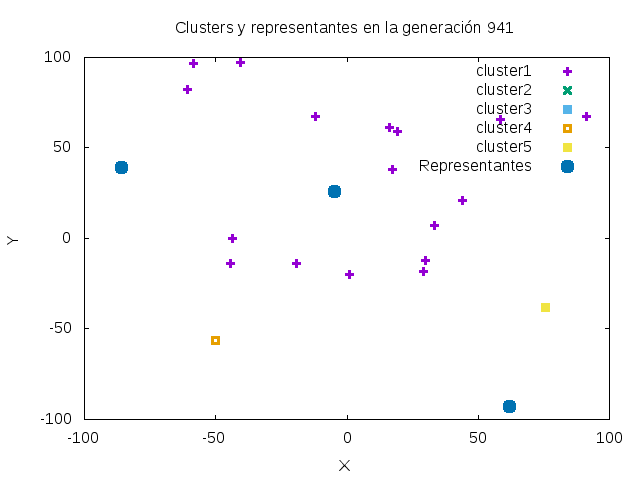 Clusters y representantes en la generación 941
cluster1
cluster2
cluster3
cluster4
cluster5
Representantes
100
50
0
-50
-100
Y
-100
-50
0
50
100
X